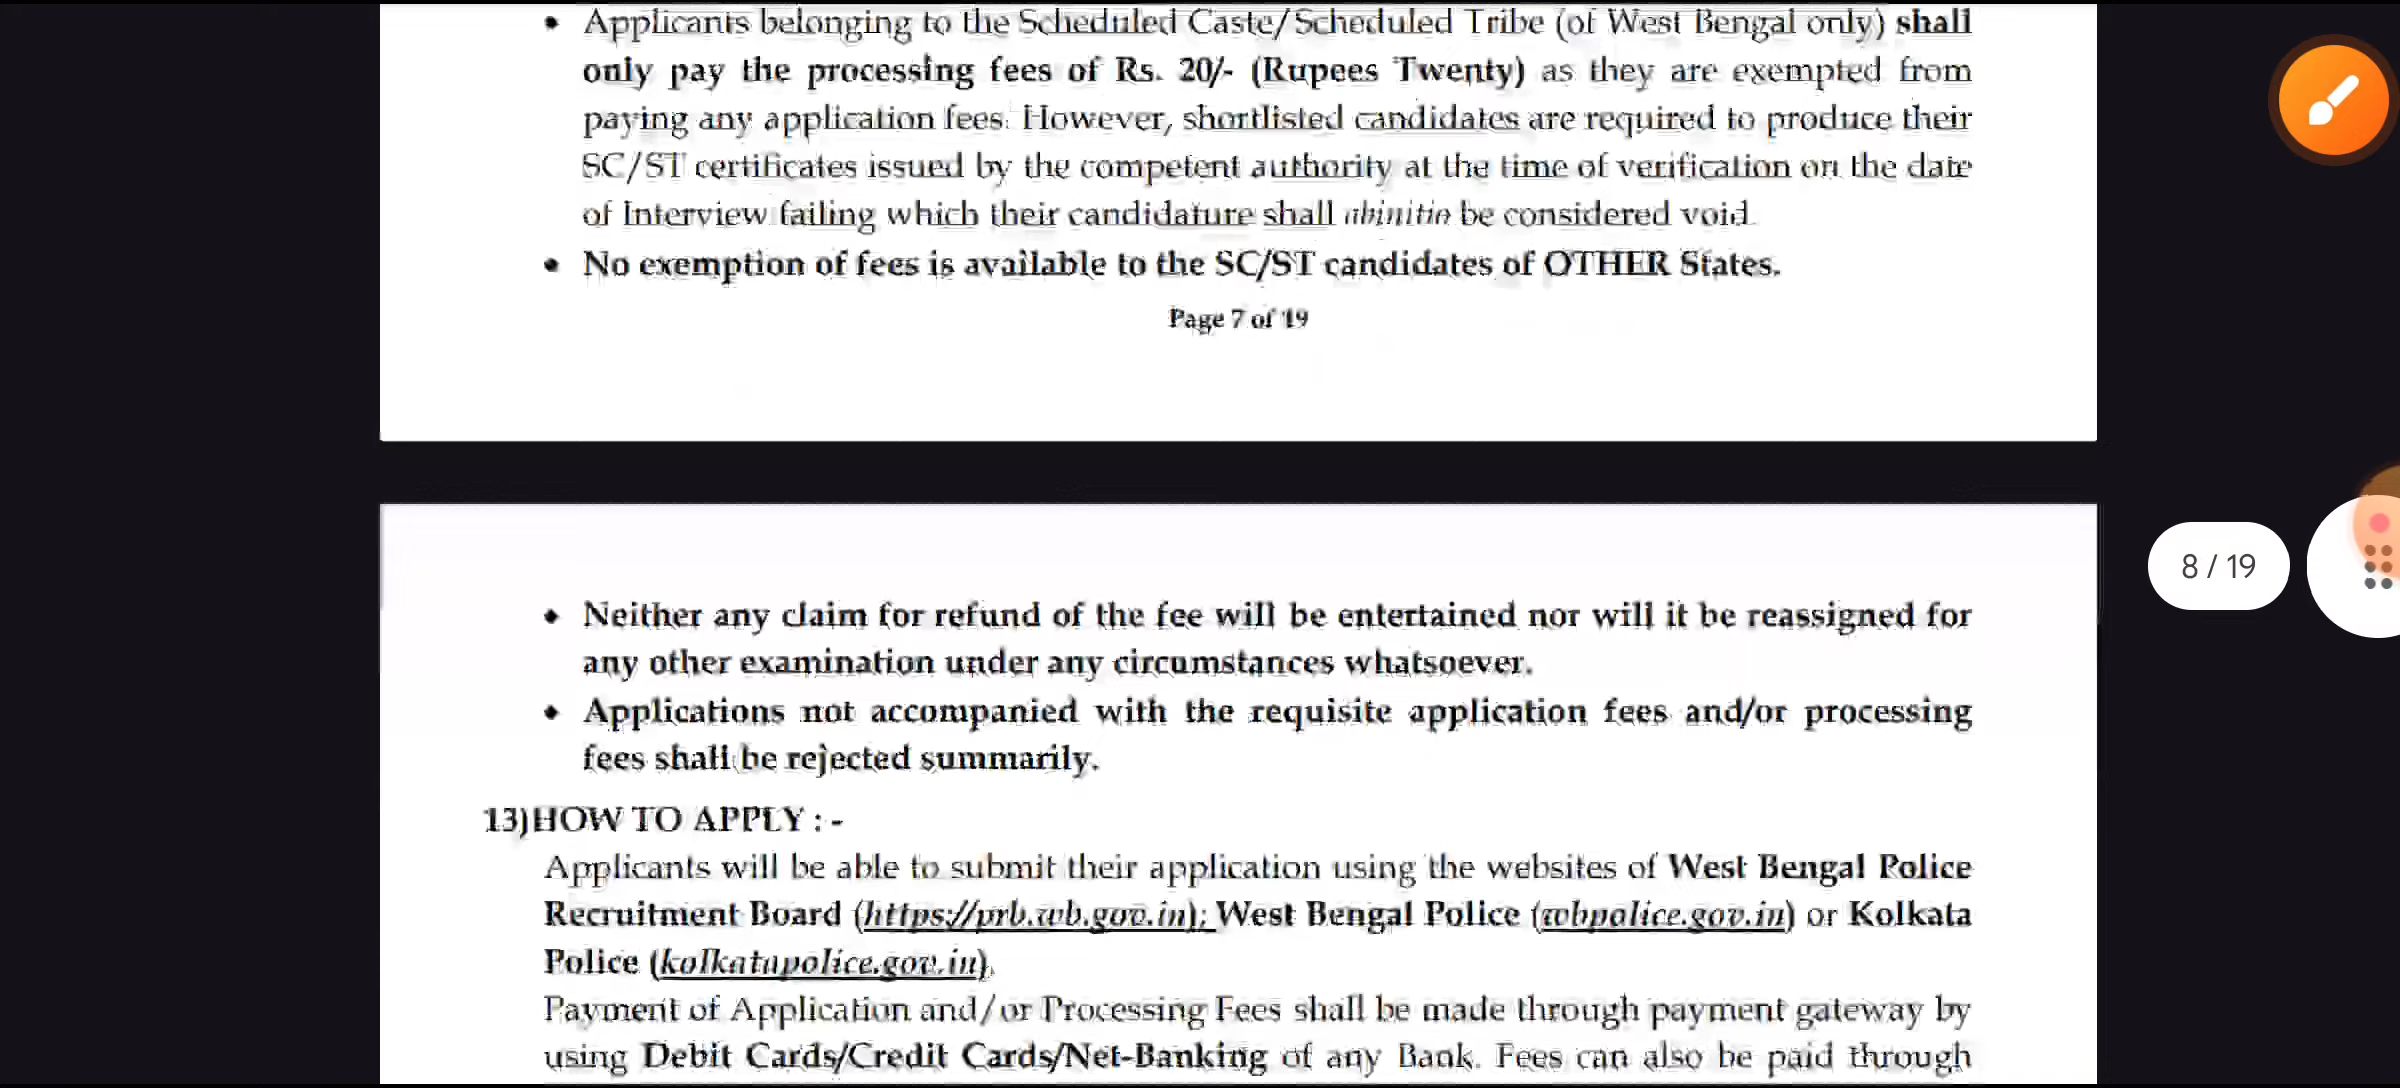 • Applicants belonging to the Scheduled Caste/Scheduled Tribe (of West Bengal only) shall
only pay the processing fees of Rs. 20/- (Rupees Twenty) as they are exempted from
paying any application fees. However, shortlisted candidates are required to produce their
SC/ST certificates issued by the competent authority at the time of verification on the date
of Interview failing which their candidature shall abinitio be considered void.
• No exemption of fees is available to the SC/ST candidates of OTHER States.
Page 7 of 19
8 / 19
• Neither any claim for refund of the fee will be entertained nor will it be reassigned for
any other examination under any circumstances whatsoever.
• Applications not accompanied with the requisite application fees and/or processing
fees shall be rejected summarily.
13)HOW TO APPLY : -
Applicants will be able to submit their application using the websites of West Bengal Police
Recruitment Board (https://prb.wb.gov.in); West Bengal Police (wbpolice.gov.in) or Kolkata
Police (kolkatapolice.gov.in).
Payment of Application and/or Processing Fees shall be made through payment gateway by
using Debit Cards/Credit Cards/Net-Banking of any Bank. Fees can also be paid through